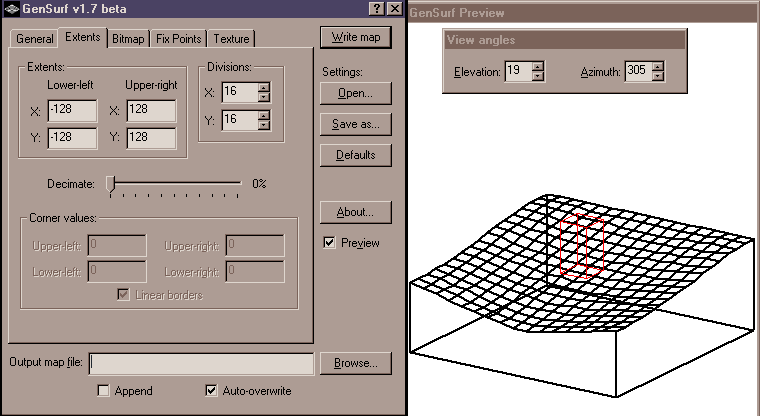 GenSurf v1.7 beta
General Extents Bitmap Fix Points Texture
Write map
Extents:
Lower-left Upper-right
X: -128 X: 128
Y: -128 Y: 128
Divisions:
X: 16
Y: 16
Settings:
Open...
Save as...
Defaults
Decimate: 0%
About...
Preview
Corner values:
Upper-left: 0 Upper-right: 0
Lower-left: 0 Lower-right: 0
Linear borders
Output map file: Browse...
Append Auto-overwrite
GenSurf Preview
View angles
Elevation: 19 Azimuth: 305